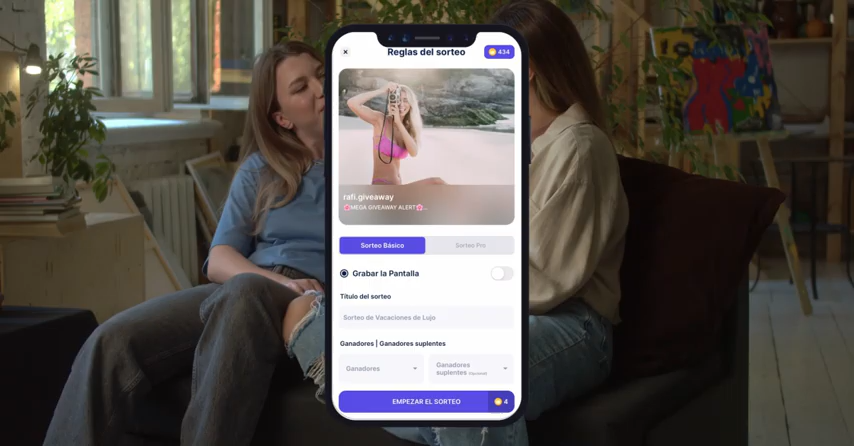 Reglas del sorteo
434
rafi.giveaway
🌸MEGA GIVEAWAY ALERT🌸...
Sorteo Básico
Sorteo Pro
Grabar la Pantalla
Título del sorteo
Sorteo de Vacaciones de Lujo
Ganadores | Ganadores suplentes
Ganadores
Ganadores
suplentes (opcional)
EMPEZAR EL SORTEO
4